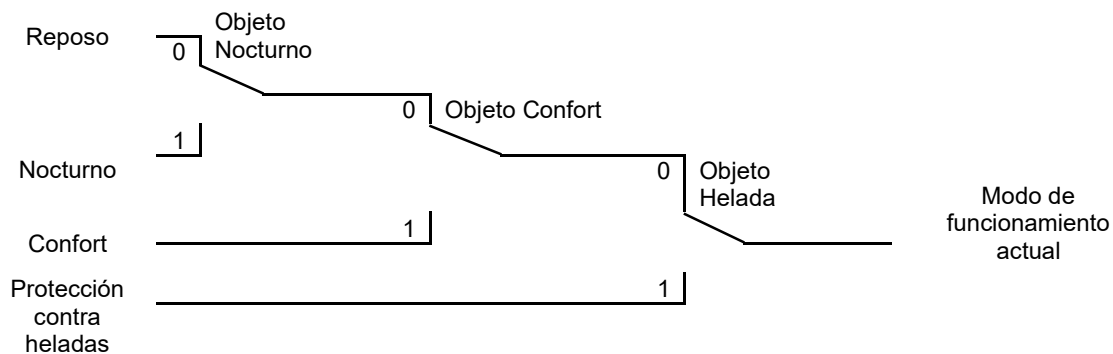 Objeto
Reposo
0
Nocturno
0
Objeto Confort
1
Nocturno
0
Objeto
Helada
Modo de
funcionamiento
actual
Confort
1
Protección
contra
heladas
1